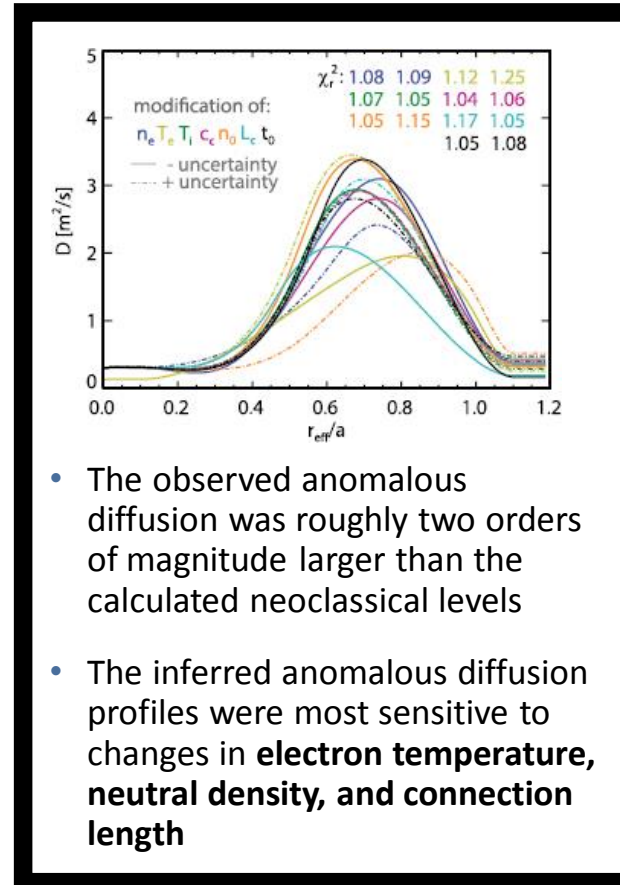 5
4
3
2
1
0
D [m²/s]
χᵣ²: 1.08 1.09 1.12 1.25
1.07 1.05 1.04 1.06
1.05 1.15 1.17 1.05
1.05 1.08
modification of:
nₑ Tₑ Tᵢ c꜀ n₀ L꜀ t₀
- uncertainty
+ uncertainty
0.0 0.2 0.4 0.6 0.8 1.0 1.2
r_eff/a
• The observed anomalous
diffusion was roughly two orders
of magnitude larger than the
calculated neoclassical levels
• The inferred anomalous diffusion
profiles were most sensitive to
changes in electron temperature,
neutral density, and connection
length